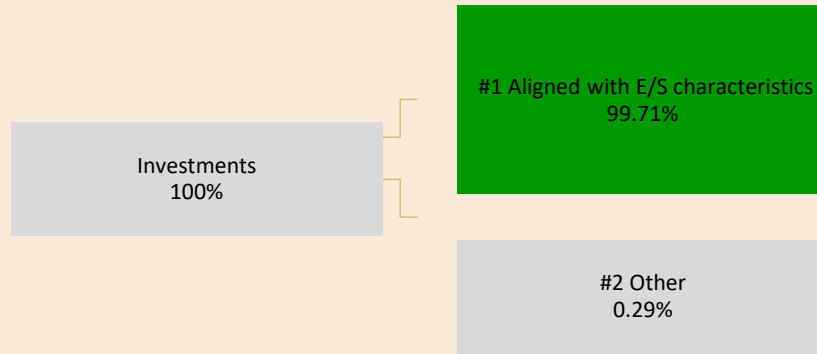 #1 Aligned with E/S characteristics
99.71%
Investments
100%
#2 Other
0.29%